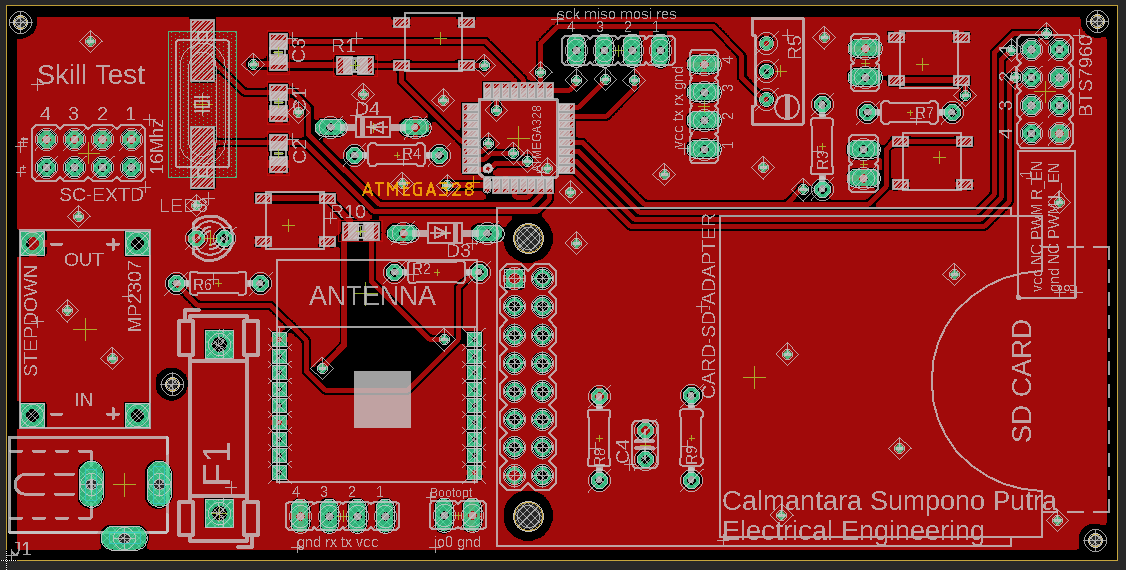 sck miso mosi res
4 3 2 1
Skill Test
4 3 2 1
SC-EXTD
16Mhz
C3
C1
C2
R1
D4
R4
ATMEGA328
ATMEGA328
vcc tx rx gnd
4
3
2
1
R5
R3
R7
1
2
3
4
BTS7960
vcc NC PWM R EN
gnd NC PWM L EN
R10
D3
R2
R6
OUT
STEPDOWN
MP2307
IN
ANTENNA
CARD-SD-ADAPTER
SD CARD
F1
J1
R8
C4
R9
4 3 2 1
gnd rx tx vcc
Bootopt
io0 gnd
Calmantara Sumpono Putra
Electrical Engineering